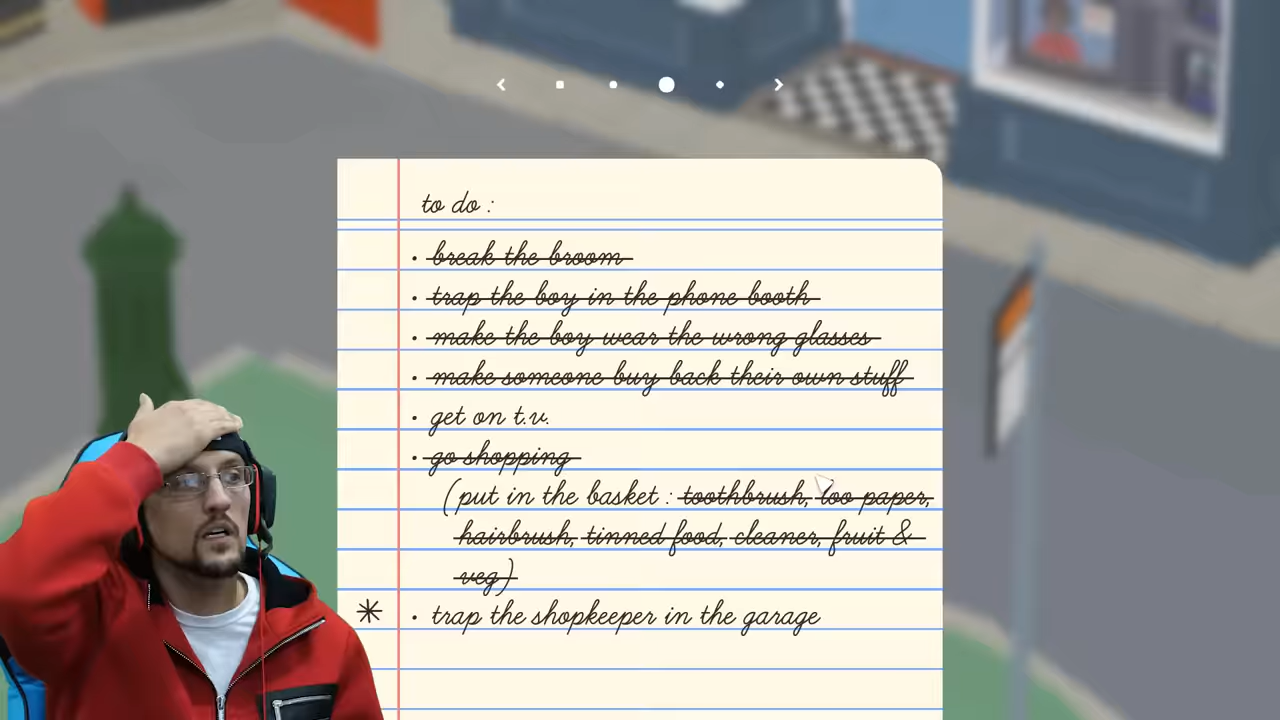 to do :
• break the broom
• trap the boy in the phone booth
• make the boy wear the wrong glasses
• make someone buy back their own stuff
• get on t.v.
• go shopping
(put in the basket : toothbrush, loo paper,
hairbrush, tinned food, cleaner, fruit &
veg)
* • trap the shopkeeper in the garage